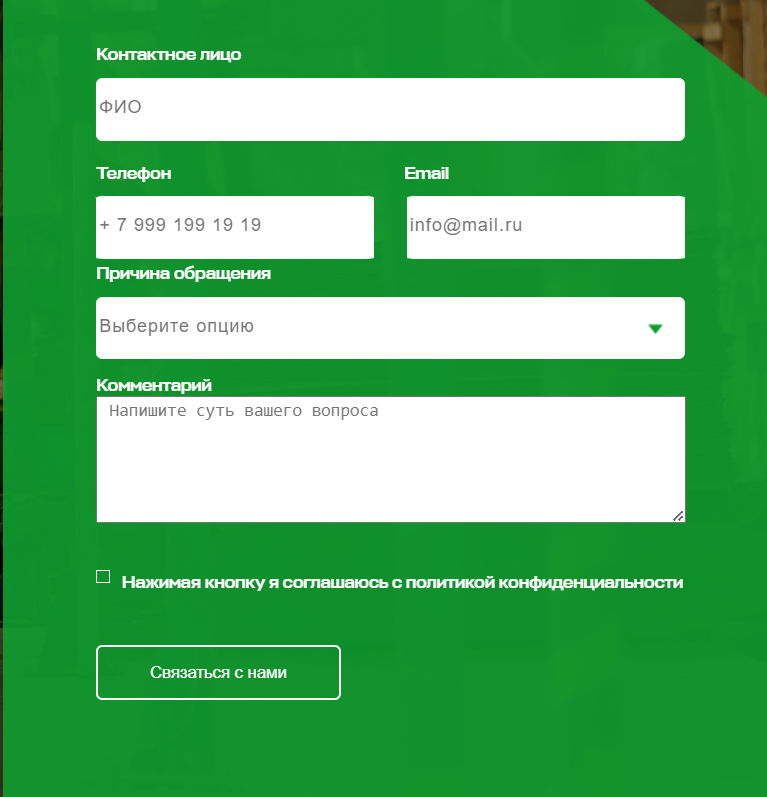 Контактное лицо
ФИО
Телефон
Email
+ 7 999 199 19 19
info@mail.ru
Причина обращения
Выберите опцию
Комментарий
Напишите суть вашего вопроса
Нажимая кнопку я соглашаюсь с политикой конфиденциальности
Связаться с нами